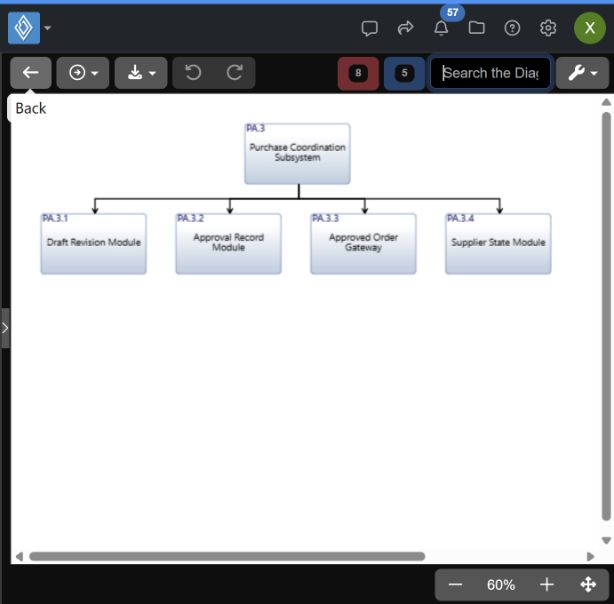 57
X
8
5
Search the Dia
Back
PA.3
Purchase Coordination
Subsystem
PA.3.1
Draft Revision Module
PA.3.2
Approval Record
Module
PA.3.3
Approved Order
Gateway
PA.3.4
Supplier State Module
60%